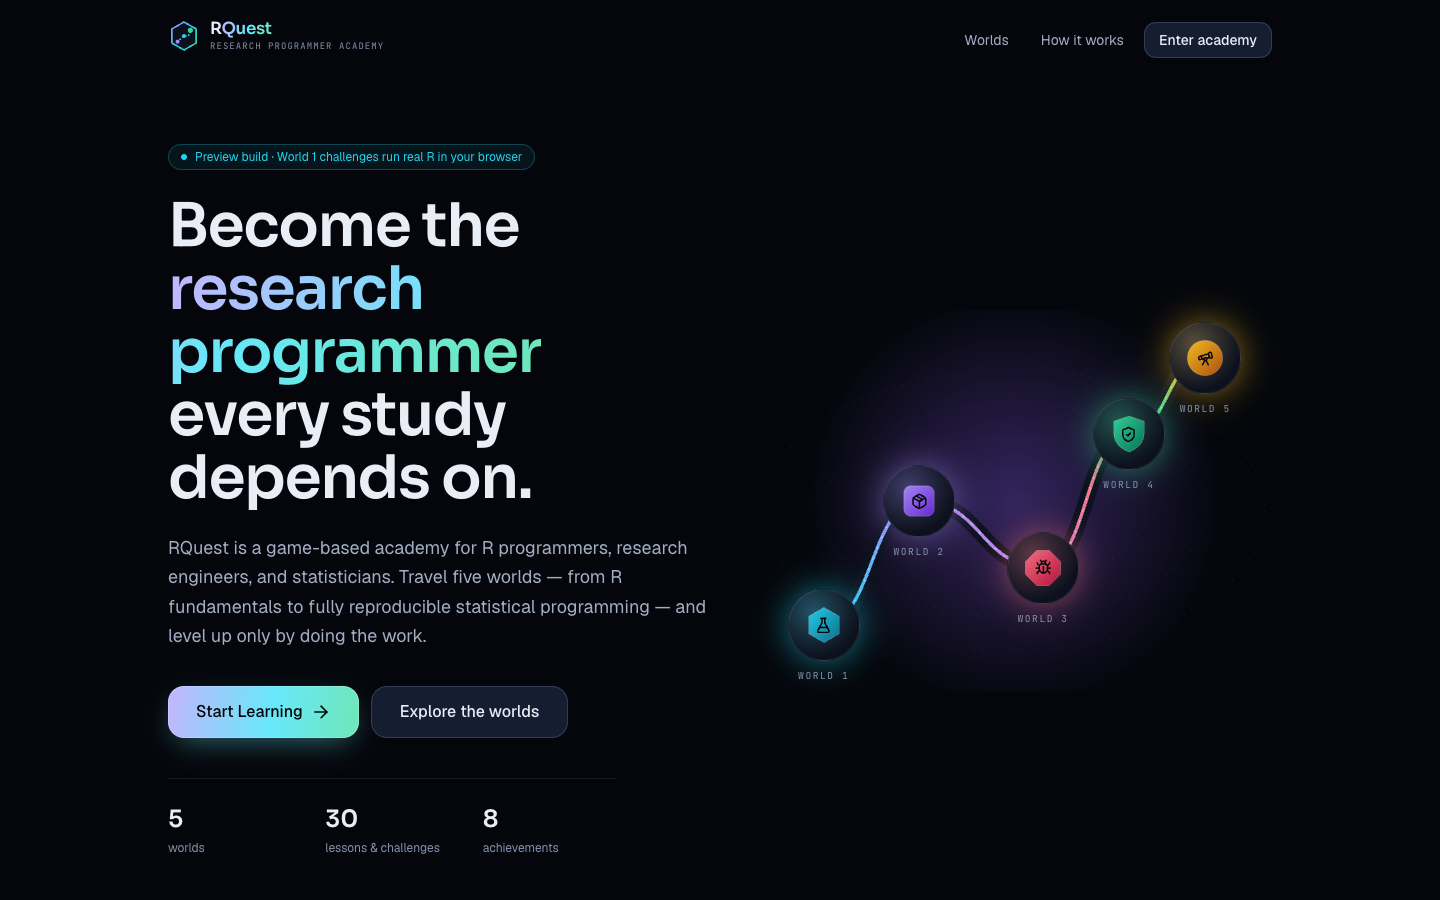 RQuest
RESEARCH PROGRAMMER ACADEMY
Worlds
How it works
Enter academy
Preview build · World 1 challenges run real R in your browser
Become the
research
programmer
every study
depends on.
RQuest is a game-based academy for R programmers, research
engineers, and statisticians. Travel five worlds — from R
fundamentals to fully reproducible statistical programming — and
level up only by doing the work.
Start Learning
Explore the worlds
5
worlds
30
lessons & challenges
8
achievements
WORLD 1
WORLD 2
WORLD 3
WORLD 4
WORLD 5